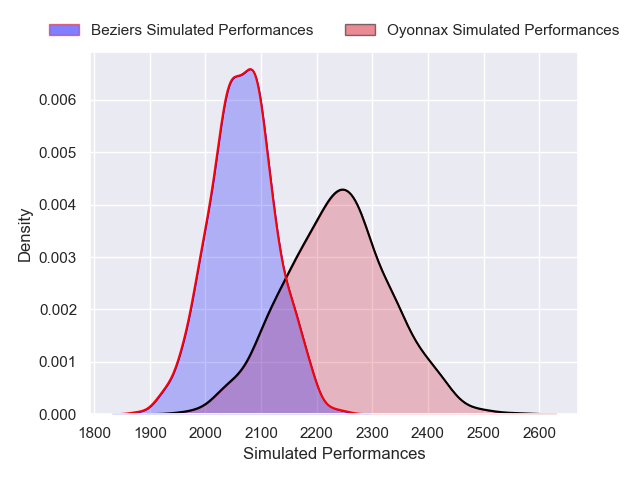 Beziers Simulated Performances Oyonnax Simulated Performances
0.006
0.005
0.004
0.003
0.002
0.001
0.000
Density
1800 1900 2000 2100 2200 2300 2400 2500 2600
Simulated Performances